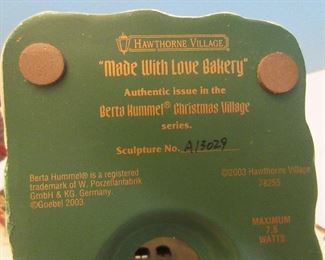 HAWTHORNE VILLAGE
"Made With Love Bakery"
Authentic issue in the
Berta Hummel® Christmas Village
series.
Sculpture No. A13029
Berta Hummel® is a registered
trademark of W. Porzellanfabrik
GmbH & KG. Germany.
©Goebel 2003
©2003 Hawthorne Village
78255
MAXIMUM
7.5
WATTS